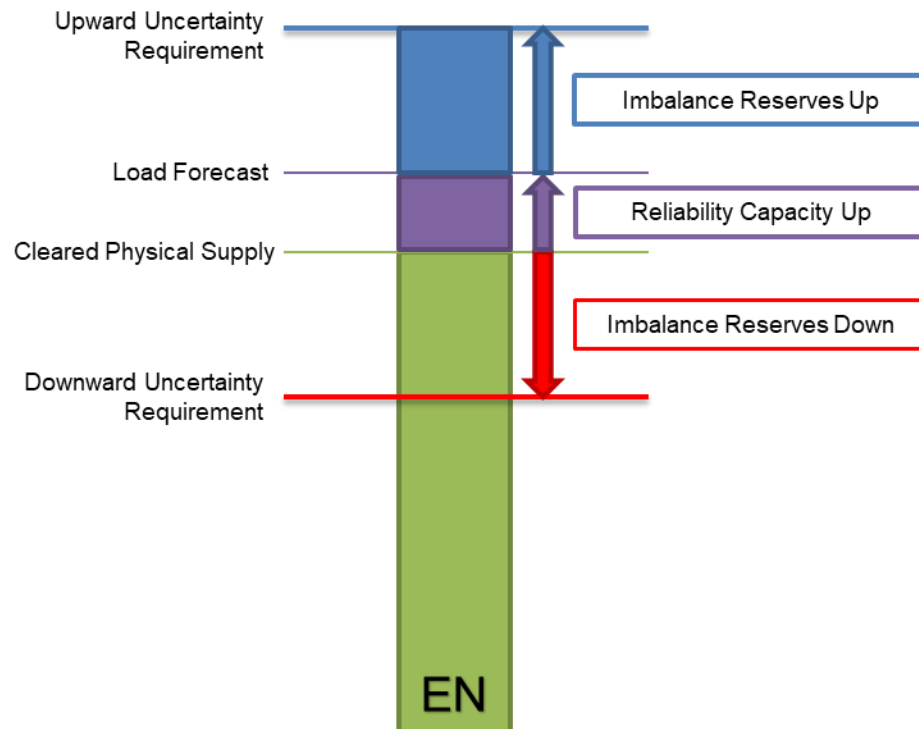 Upward Uncertainty
Requirement
Imbalance Reserves Up
Load Forecast
Reliability Capacity Up
Cleared Physical Supply
Imbalance Reserves Down
Downward Uncertainty
Requirement
EN